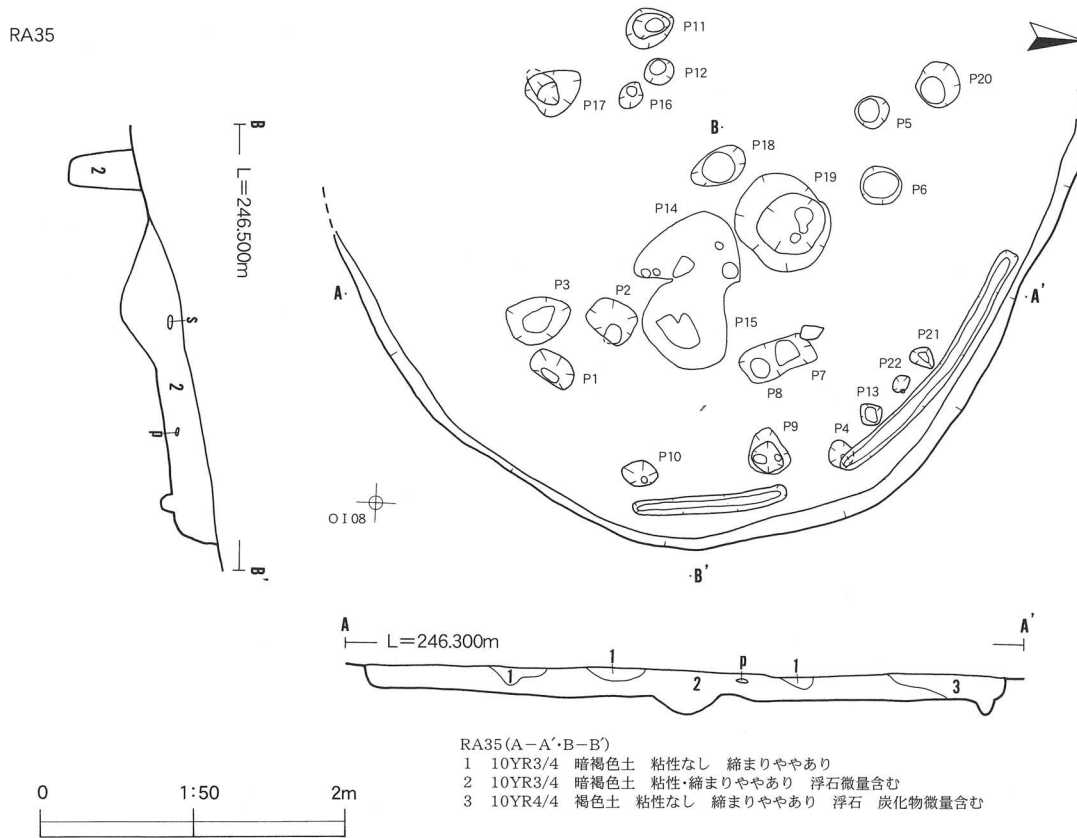 RA35
P11
P12
P17
P16
P20
P5
B
P18
P6
P19
P14
A
A'
P3
P2
P15
P21
P22
P1
P7
P8
P13
P4
P9
P10
O I 08
B'
B
L=246.500m
2
s
2
p
B'
A
L=246.300m
A'
1
1
2
p
1
3
RA35(A-A'・B-B')
1 10YR3/4 暗褐色土 粘性なし 締まりややあり
2 10YR3/4 暗褐色土 粘性・締まりややあり 浮石微量含む
3 10YR4/4 褐色土 粘性なし 締まりややあり 浮石 炭化物微量含む
0 1:50 2m